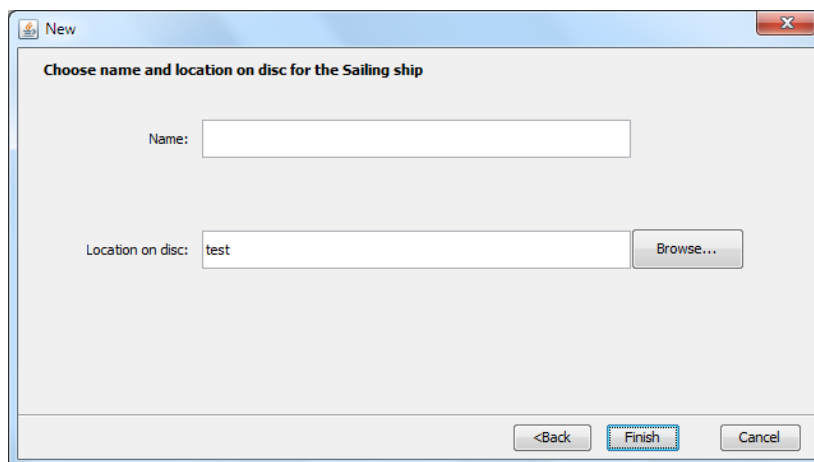 New
Choose name and location on disc for the Sailing ship
Name:
Location on disc: test Browse...
<Back Finish Cancel